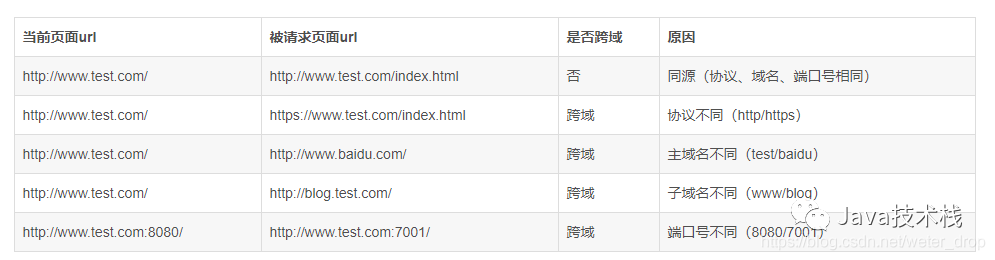 当前页面url 被请求页面url 是否跨域 原因
http://www.test.com/ http://www.test.com/index.html 否 同源（协议、域名、端口号相同）
http://www.test.com/ https://www.test.com/index.html 跨域 协议不同（http/https）
http://www.test.com/ http://www.baidu.com/ 跨域 主域名不同（test/baidu）
http://www.test.com/ http://blog.test.com/ 跨域 子域名不同（www/blog）
Java技术栈
http://www.test.com:8080/ http://www.test.com:7001/ 跨域 端口号不同（8080/7001）
https://blog.csdn.net/weter_drop